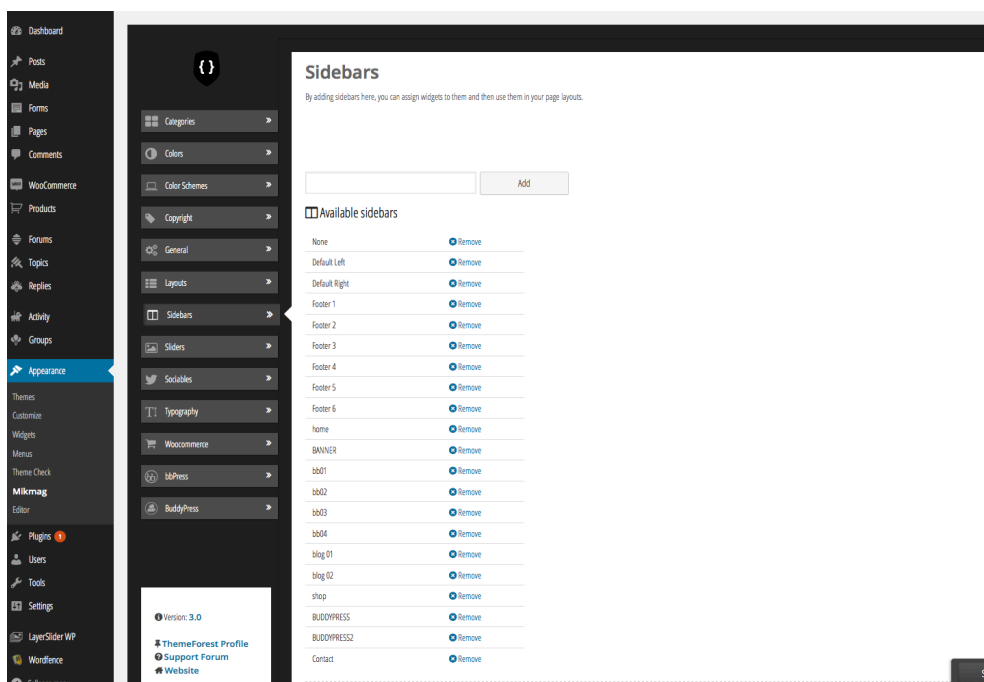 Dashboard
Posts
Media
Forms
Pages
Comments
WooCommerce
Products
Forums
Topics
Replies
Activity
Groups
Appearance
Themes
Customize
Widgets
Menus
Theme Check
Mikmag
Editor
Plugins 1
Users
Tools
Settings
LayerSlider WP
Wordfence
{ }
Categories
Colors
Color Schemes
Copyright
General
Layouts
Sidebars
Sliders
Sociables
Typography
Woocommerce
bbPress
BuddyPress
Version: 3.0
ThemeForest Profile
Support Forum
Website
Sidebars
By adding sidebars here, you can assign widgets to them and then use them in your page layouts.
Add
Available sidebars
None Remove
Default Left Remove
Default Right Remove
Footer 1 Remove
Footer 2 Remove
Footer 3 Remove
Footer 4 Remove
Footer 5 Remove
Footer 6 Remove
home Remove
BANNER Remove
bb01 Remove
bb02 Remove
bb03 Remove
bb04 Remove
blog 01 Remove
blog 02 Remove
shop Remove
BUDDYPRESS Remove
BUDDYPRESS2 Remove
Contact Remove